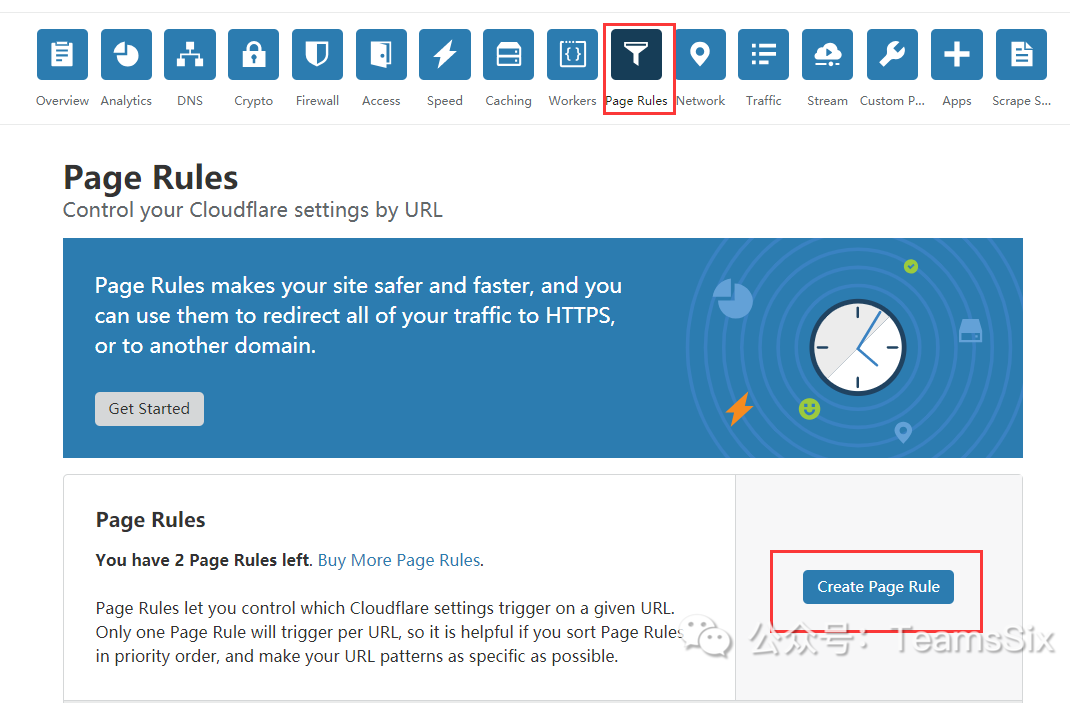 Overview Analytics DNS Crypto Firewall Access Speed Caching Workers Page Rules Network Traffic Stream Custom P... Apps Scrape S...
Page Rules
Control your Cloudflare settings by URL
Page Rules makes your site safer and faster, and you
can use them to redirect all of your traffic to HTTPS,
or to another domain.
Get Started
Page Rules
You have 2 Page Rules left. Buy More Page Rules.
Page Rules let you control which Cloudflare settings trigger on a given URL.
Only one Page Rule will trigger per URL, so it is helpful if you sort Page Rules
in priority order, and make your URL patterns as specific as possible.
Create Page Rule
公众号: TeamsSix